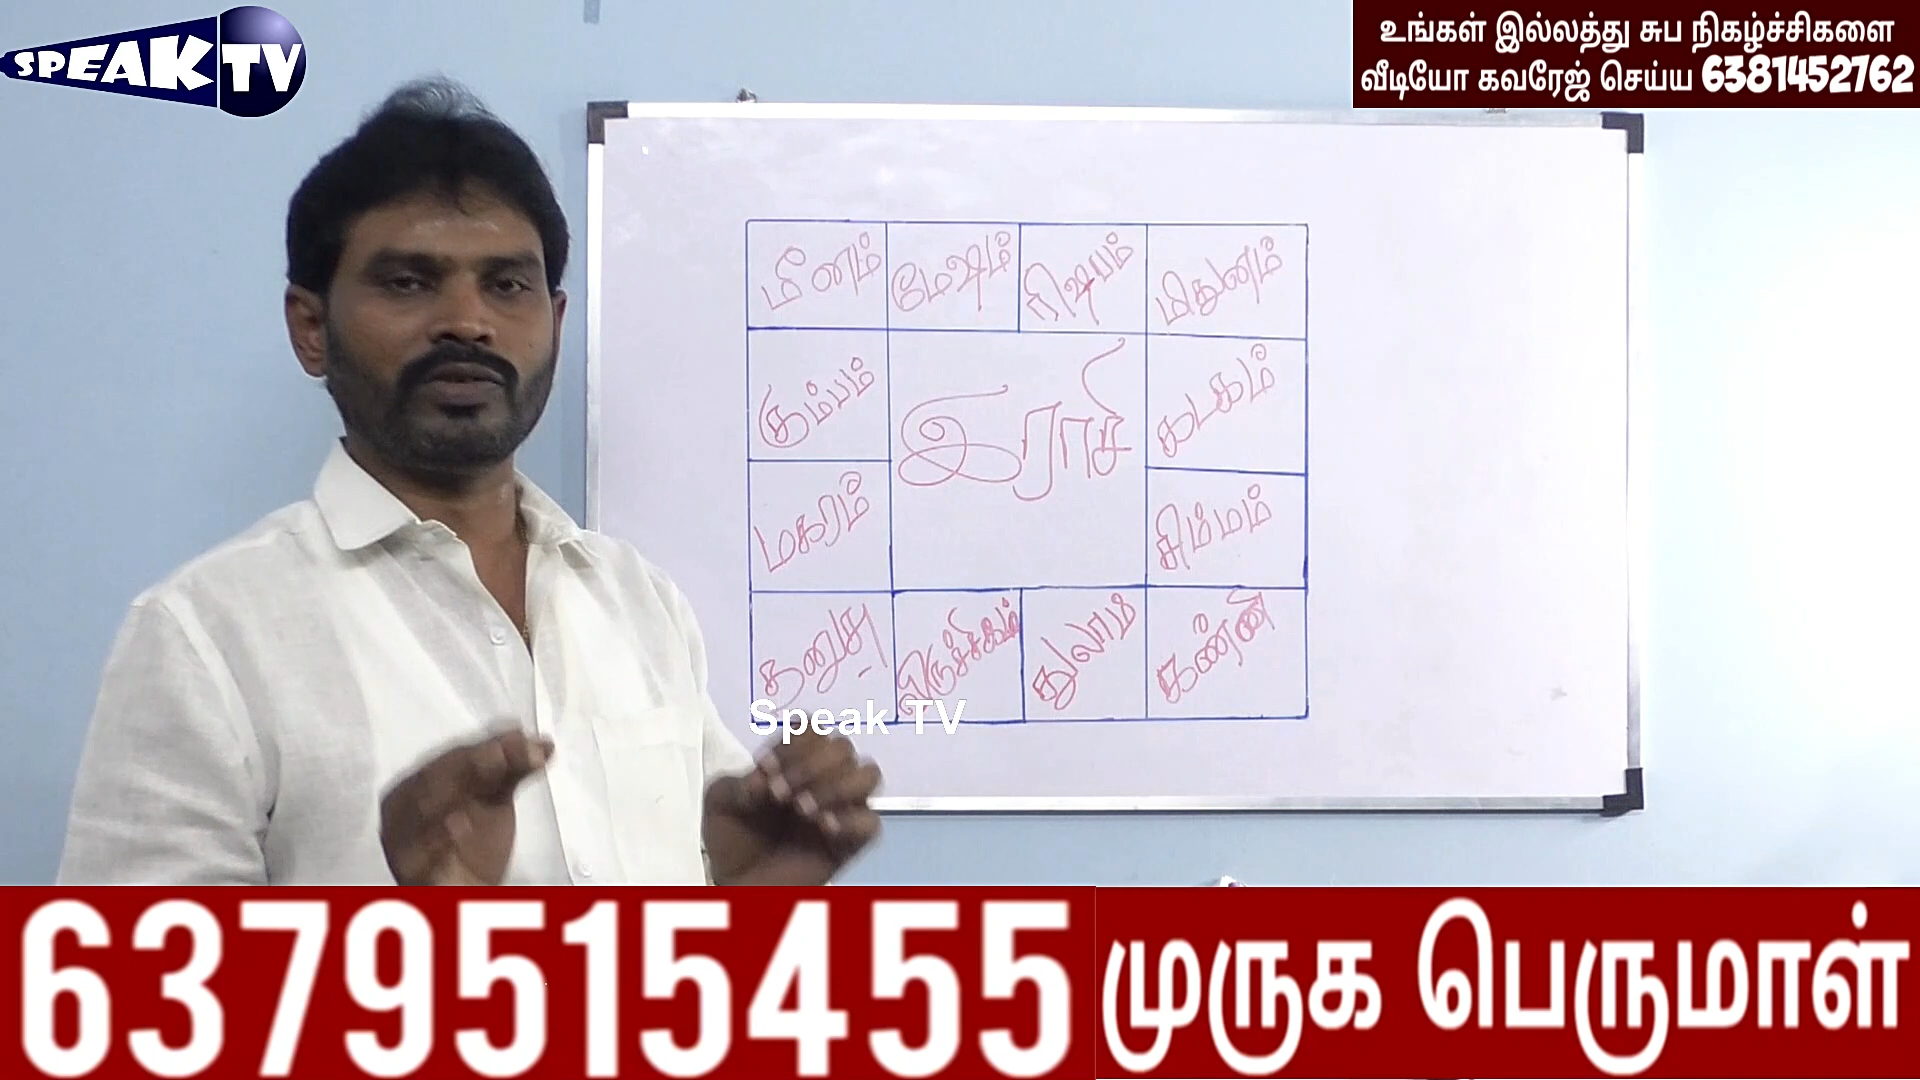 SPEAK TV
உங்கள் இல்லத்து சுப நிகழ்ச்சிகளை
வீடியோ கவரேஜ் செய்ய 6381452762
மீனம் மேஷம் ரிஷபம் மிதுனம்
கும்பம் இராசி கடகம்
மகரம் சிம்மம்
தனுசு விருச்சிகம் துலாம் கன்னி
Speak TV
6379515455 முருக பெருமாள்